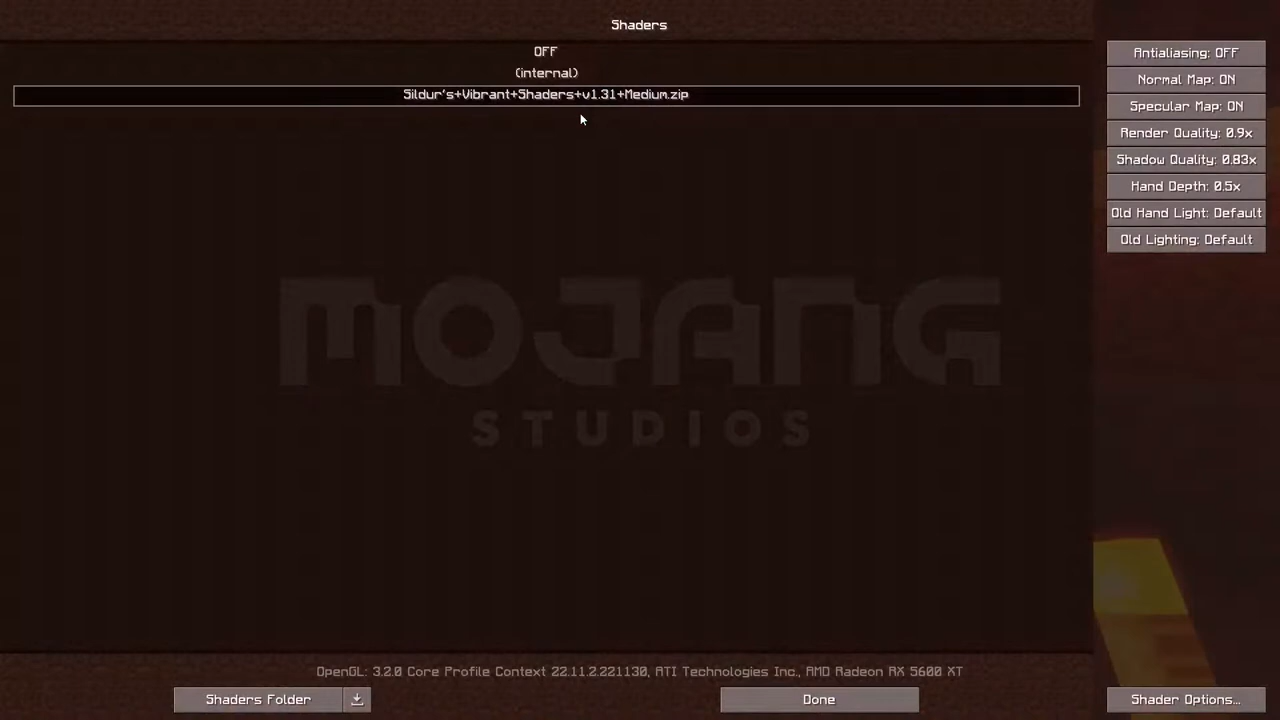 Shaders
OFF
(internal)
Sildur's+Vibrant+Shaders+v1.31+Medium.zip
Antialiasing: OFF
Normal Map: ON
Specular Map: ON
Render Quality: 0.9x
Shadow Quality: 0.83x
Hand Depth: 0.5x
Old Hand Light: Default
Old Lighting: Default
MOJANG
STUDIOS
OpenGL: 3.2.0 Core Profile Context 22.11.2.221130, ATI Technologies Inc., AMD Radeon RX 5600 XT
Shaders Folder
Done
Shader Options...